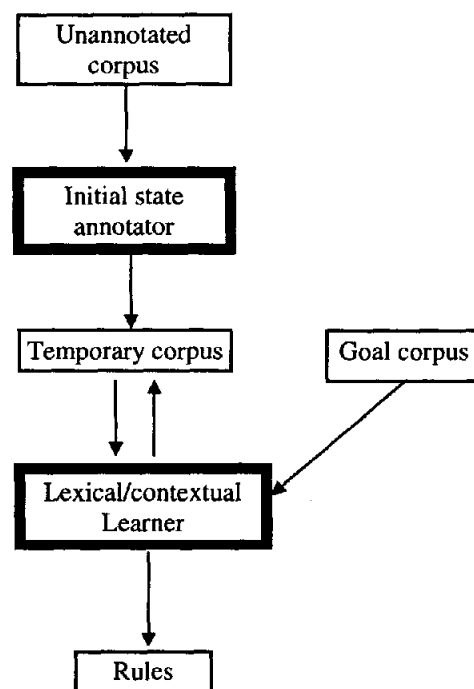 Unannotated
corpus
Initial state
annotator
Temporary corpus
Goal corpus
Lexical/contextual
Learner
Rules